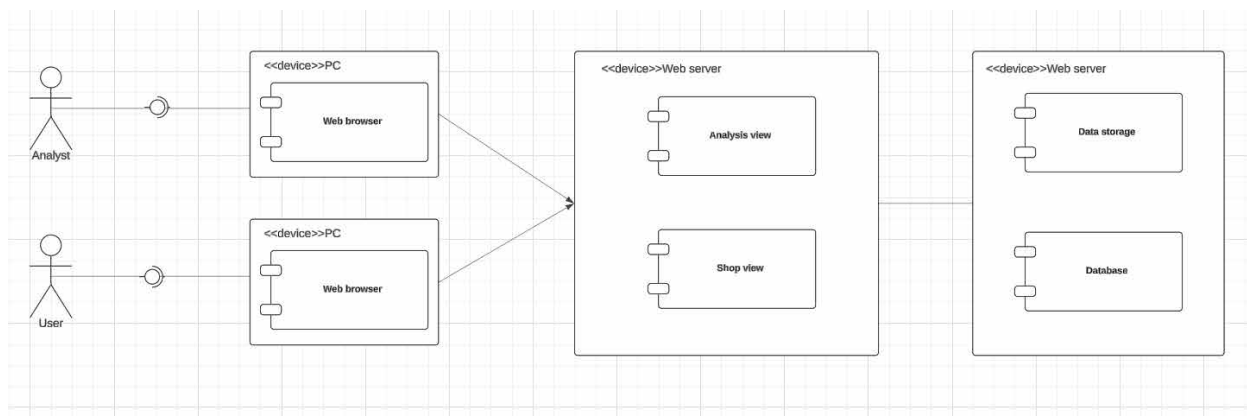 <<device>>PC
Web browser
Analyst
<<device>>PC
Web browser
User
<<device>>Web server
Analysis view
Shop view
<<device>>Web server
Data storage
Database